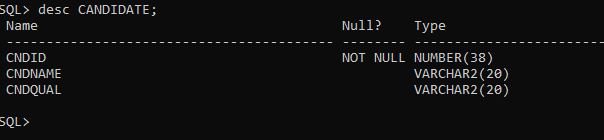 SQL> desc CANDIDATE;
Name Null? Type
----------------------------------------- -------- ------------------------
CNDID NOT NULL NUMBER(38)
CNDNAME VARCHAR2(20)
CNDQUAL VARCHAR2(20)
SQL>